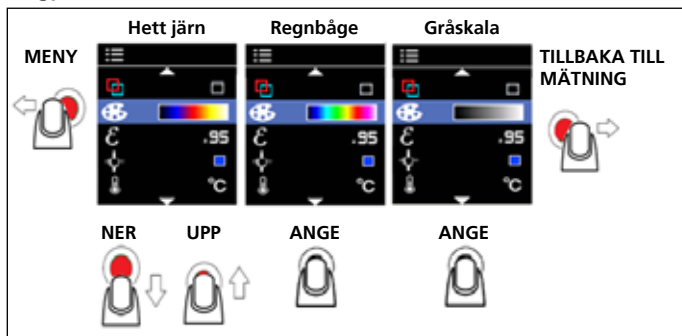 Hett järn Regnbåge Gråskala
MENY
TILLBAKA TILL
MÄTNING
ε .95 ε .95 ε .95
°C °C °C
NER UPP ANGE ANGE